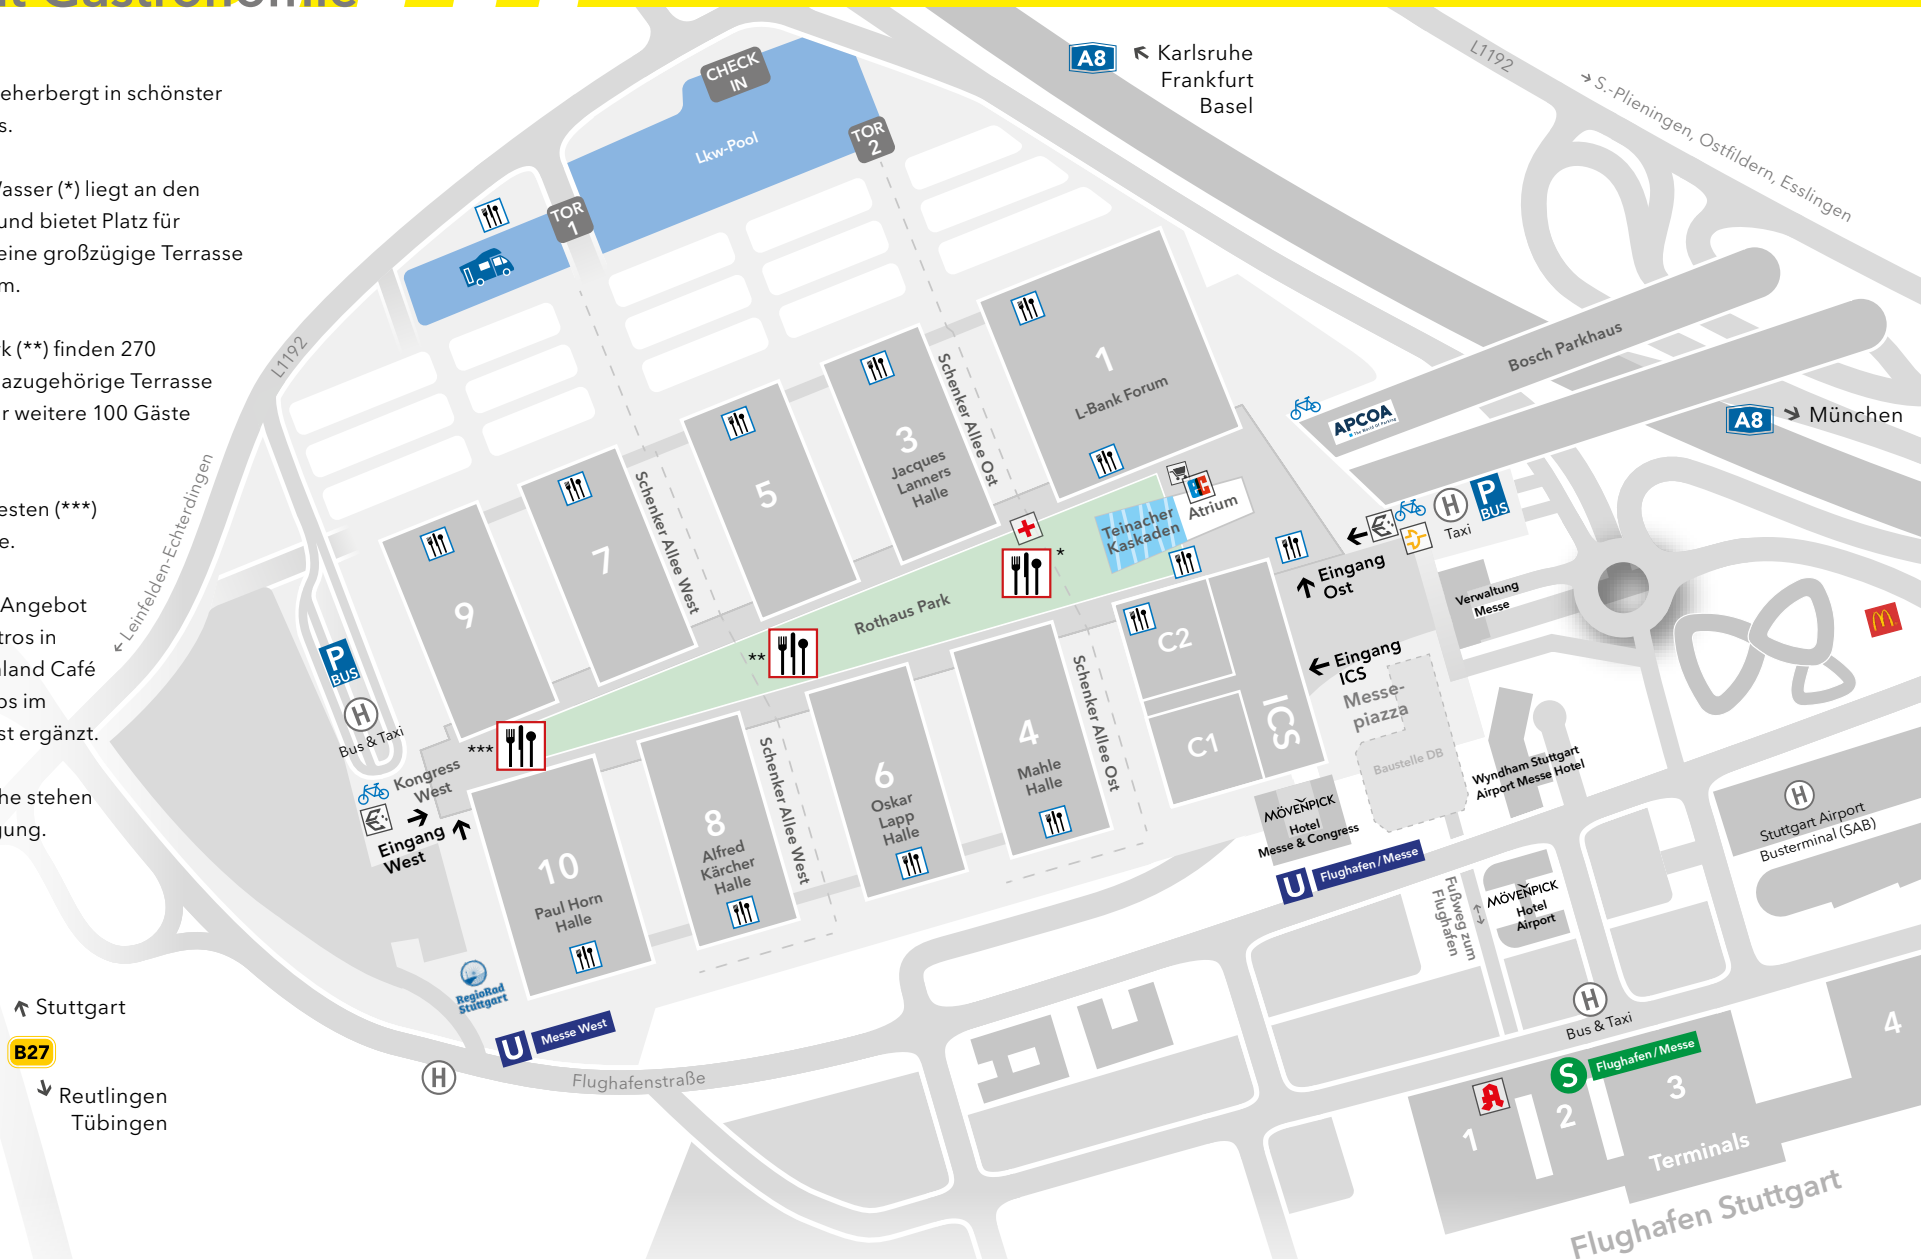 Gastronomie
eherbergt in schönster
s.
asser (*) liegt an den
und bietet Platz für
eine großzügige Terrasse
m.
k (**) finden 270
azugehörige Terrasse
r weitere 100 Gäste
esten (***)
e.
Angebot
tros in
land Café
os im
st ergänzt.
he stehen
gung.
↑ Stuttgart
B27
Reutlingen
Tübingen
CHECK
IN
Lkw-Pool
TOR
1
TOR
2
A8
Karlsruhe
Frankfurt
Basel
L1192
→ S.-Plieningen, Ostfildern, Esslingen
Bosch Parkhaus
APCOA
A8
München
L1192
← Leinfelden-Echterdingen
1
L-Bank Forum
3
Jacques
Lanners
Halle
5
7
9
Schenker Allee Ost
Schenker Allee West
Teinacher
Kaskaden
Atrium
EC
*
**
***
Rothaus Park
P
BUS
H
Bus & Taxi
Kongress
West
Eingang
West
10
Paul Horn
Halle
8
Alfred
Kärcher
Halle
Schenker Allee West
6
Oskar
Lapp
Halle
4
Mahle
Halle
Schenker Allee Ost
C2
C1
ICS
Eingang
Ost
Eingang
ICS
H
Taxi
P
BUS
Verwaltung
Messe
Messe-
piazza
Baustelle DB
Wyndham Stuttgart
Airport Messe Hotel
MÖVENPICK
Hotel
Messe & Congress
U Flughafen / Messe
Fußweg zum
Flughafen
MÖVENPICK
Hotel
Airport
H
Stuttgart Airport
Busterminal (SAB)
RegioRad
Stuttgart
U Messe West
H
Flughafenstraße
H
Bus & Taxi
S Flughafen / Messe
1
2
3
4
Terminals
Flughafen Stuttgart